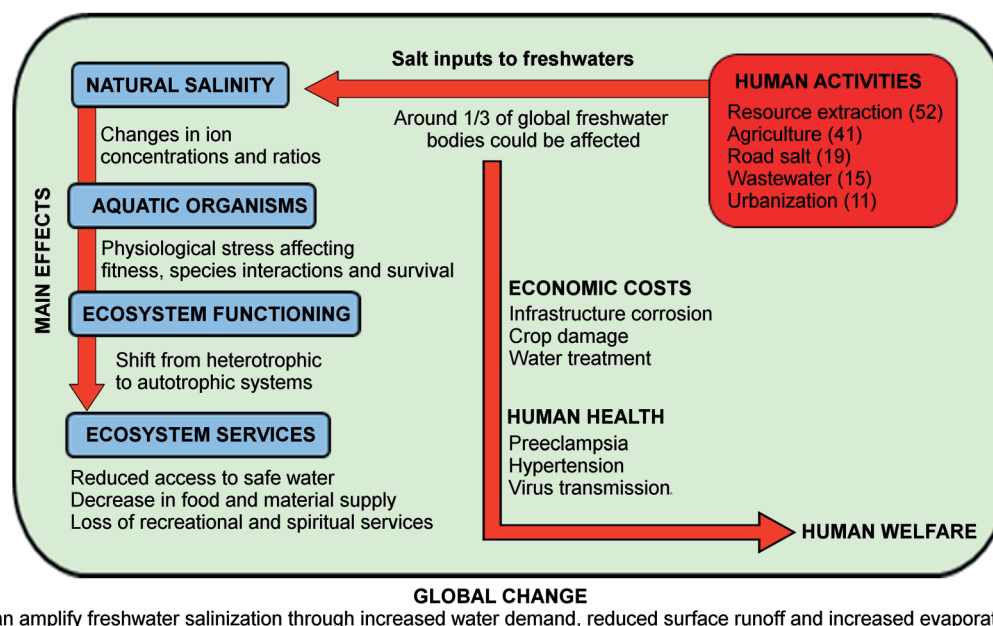 Salt inputs to freshwaters
Around 1/3 of global freshwater
bodies could be affected
HUMAN ACTIVITIES
Resource extraction (52)
Agriculture (41)
Road salt (19)
Wastewater (15)
Urbanization (11)
MAIN EFFECTS
NATURAL SALINITY
Changes in ion
concentrations and ratios
AQUATIC ORGANISMS
Physiological stress affecting
fitness, species interactions and survival
ECOSYSTEM FUNCTIONING
Shift from heterotrophic
to autotrophic systems
ECOSYSTEM SERVICES
Reduced access to safe water
Decrease in food and material supply
Loss of recreational and spiritual services
ECONOMIC COSTS
Infrastructure corrosion
Crop damage
Water treatment
HUMAN HEALTH
Preeclampsia
Hypertension
Virus transmission.
HUMAN WELFARE
GLOBAL CHANGE
amplify freshwater salinization through increased water demand, reduced surface runoff and increased